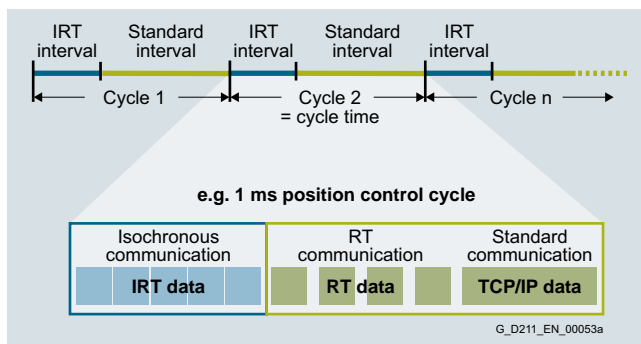 IRT Standard IRT Standard IRT
interval interval interval interval interval
Cycle 1 Cycle 2 Cycle n
= cycle time
e.g. 1 ms position control cycle
Isochronous RT Standard
communication communication communication
IRT data RT data TCP/IP data
G_D211_EN_00053a